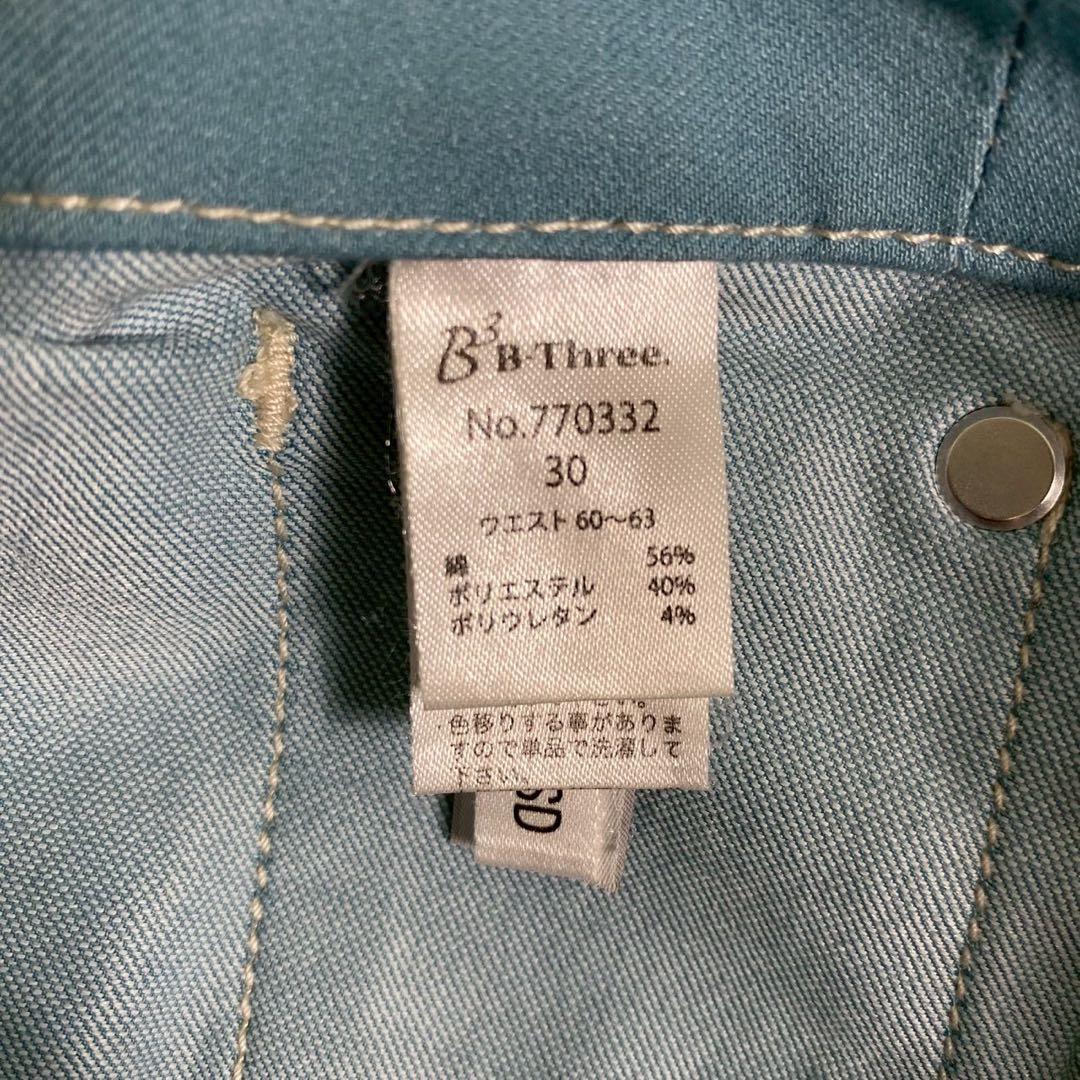 B³ B-Three.
No.770332
30
ウエスト 60～63
綿 56%
ポリエステル 40%
ポリウレタン 4%
・色移りする事がありま
すので単品で洗濯して
下さい。
SD